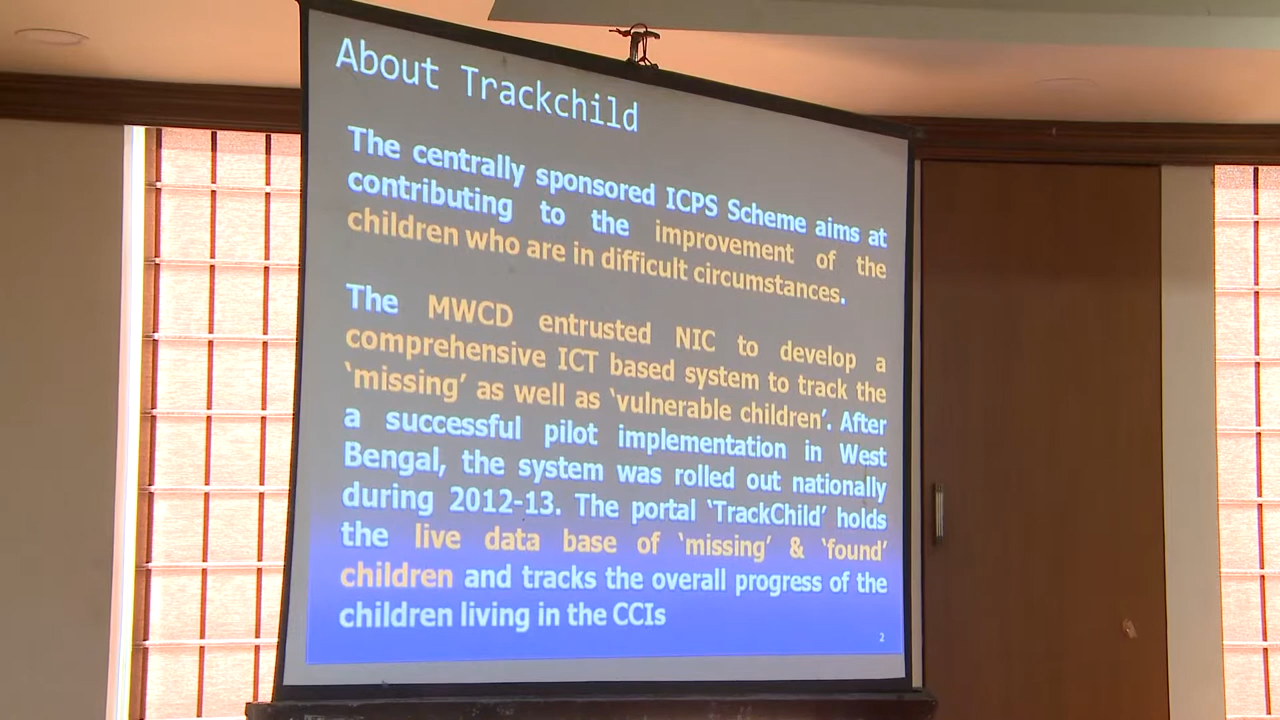 About Trackchild
The centrally sponsored ICPS Scheme aims at
contributing to the improvement of the
children who are in difficult circumstances.
The MWCD entrusted NIC to develop a
comprehensive ICT based system to track the
‘missing’ as well as ‘vulnerable children’. After
a successful pilot implementation in West
Bengal, the system was rolled out nationally
during 2012-13. The portal ‘TrackChild’ holds
the live data base of ‘missing’ & ‘found’
children and tracks the overall progress of the
children living in the CCIs
2